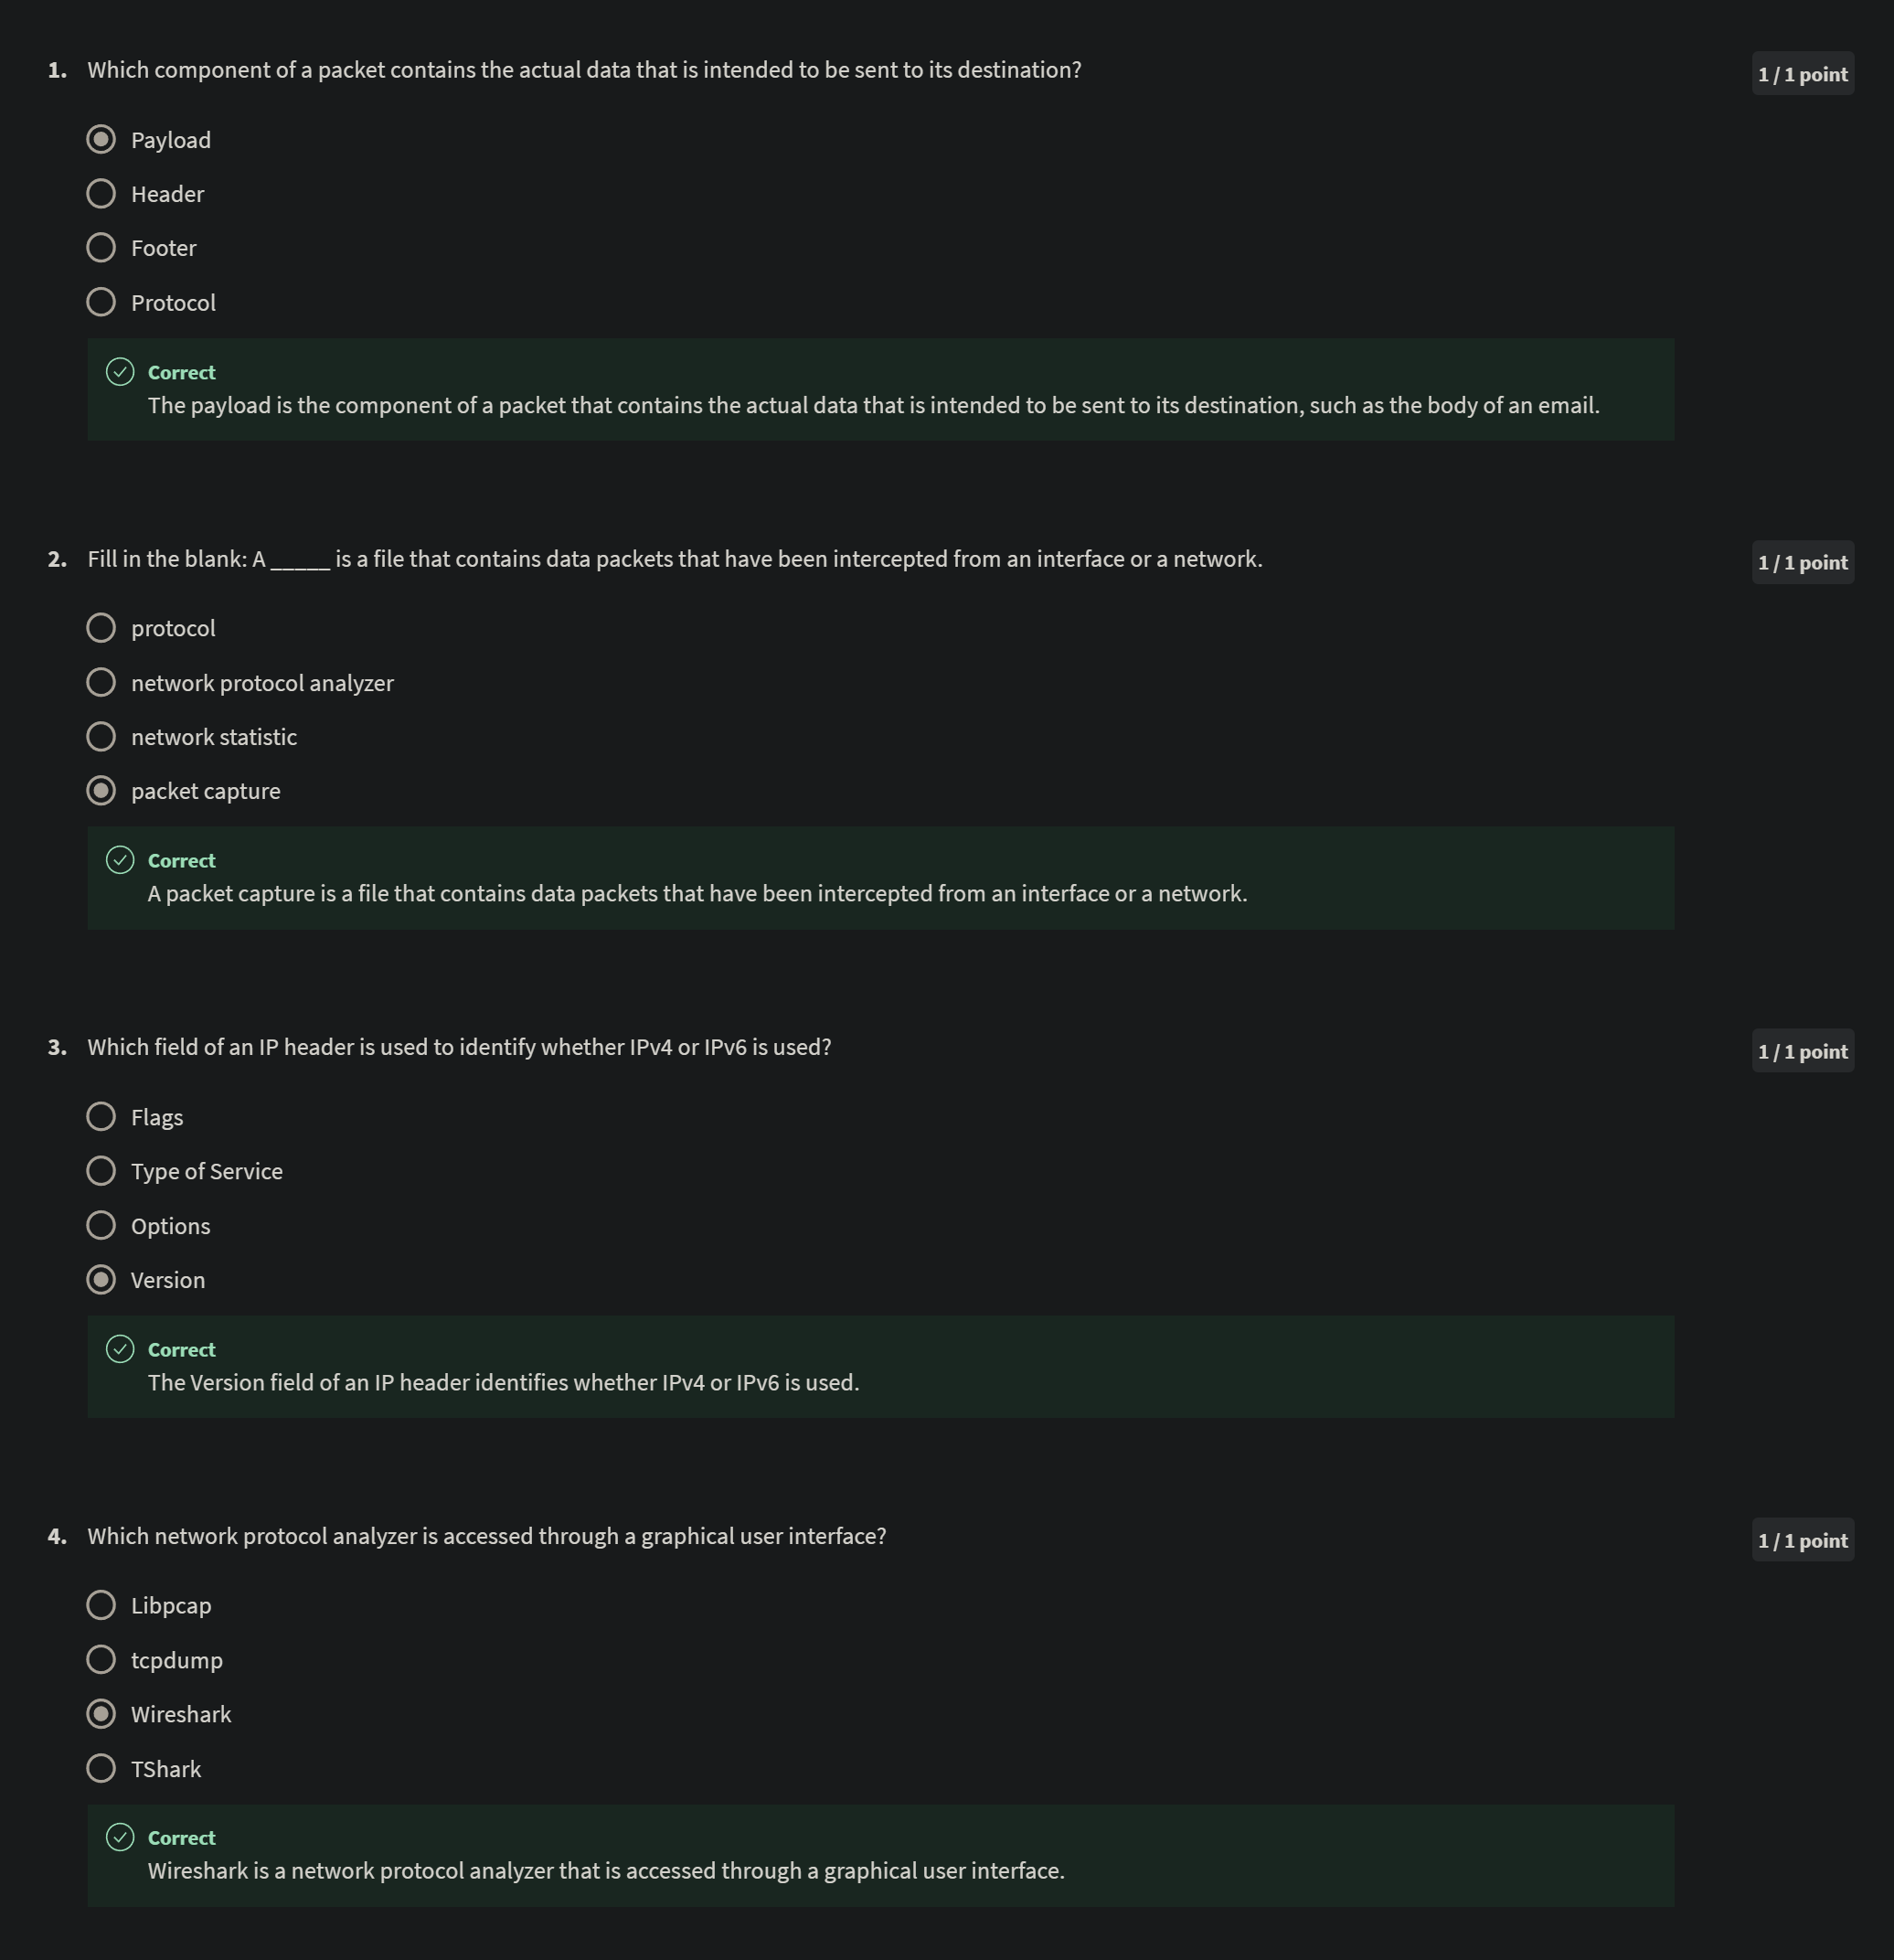 1. Which component of a packet contains the actual data that is intended to be sent to its destination? 1 / 1 point
Payload
Header
Footer
Protocol
Correct
The payload is the component of a packet that contains the actual data that is intended to be sent to its destination, such as the body of an email.
2. Fill in the blank: A _____ is a file that contains data packets that have been intercepted from an interface or a network. 1 / 1 point
protocol
network protocol analyzer
network statistic
packet capture
Correct
A packet capture is a file that contains data packets that have been intercepted from an interface or a network.
3. Which field of an IP header is used to identify whether IPv4 or IPv6 is used? 1 / 1 point
Flags
Type of Service
Options
Version
Correct
The Version field of an IP header identifies whether IPv4 or IPv6 is used.
4. Which network protocol analyzer is accessed through a graphical user interface? 1 / 1 point
Libpcap
tcpdump
Wireshark
TShark
Correct
Wireshark is a network protocol analyzer that is accessed through a graphical user interface.